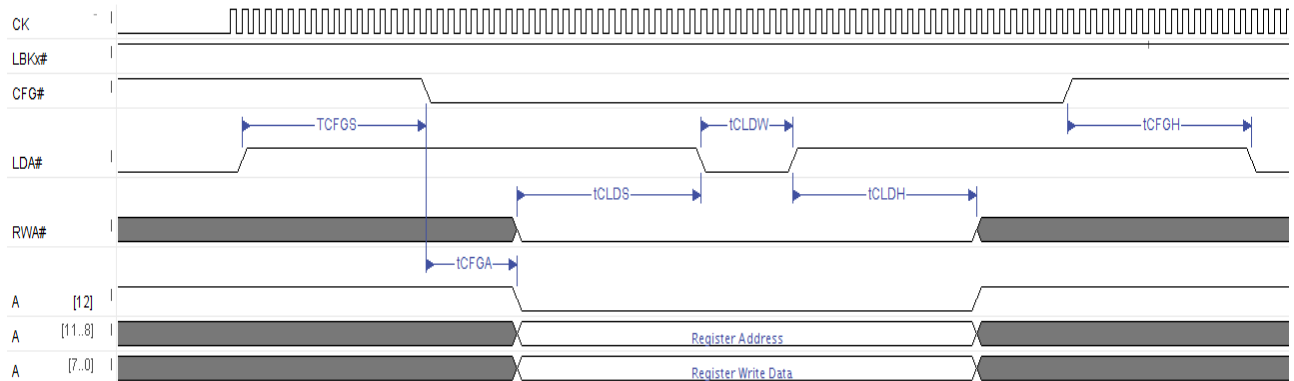 CK
LBKx#
CFG#
TCFGS
tCLDW
tCFGH
LDA#
tCLDS
tCLDH
RWA#
tCFGA
A [12]
A [11..8] Register Address
A [7..0] Register Write Data